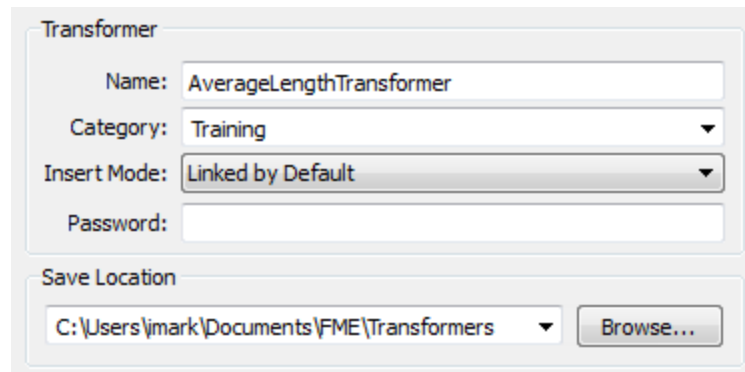 Transformer
Name: AverageLengthTransformer
Category: Training
Insert Mode: Linked by Default
Password:
Save Location
C:\Users\imark\Documents\FME\Transformers Browse...